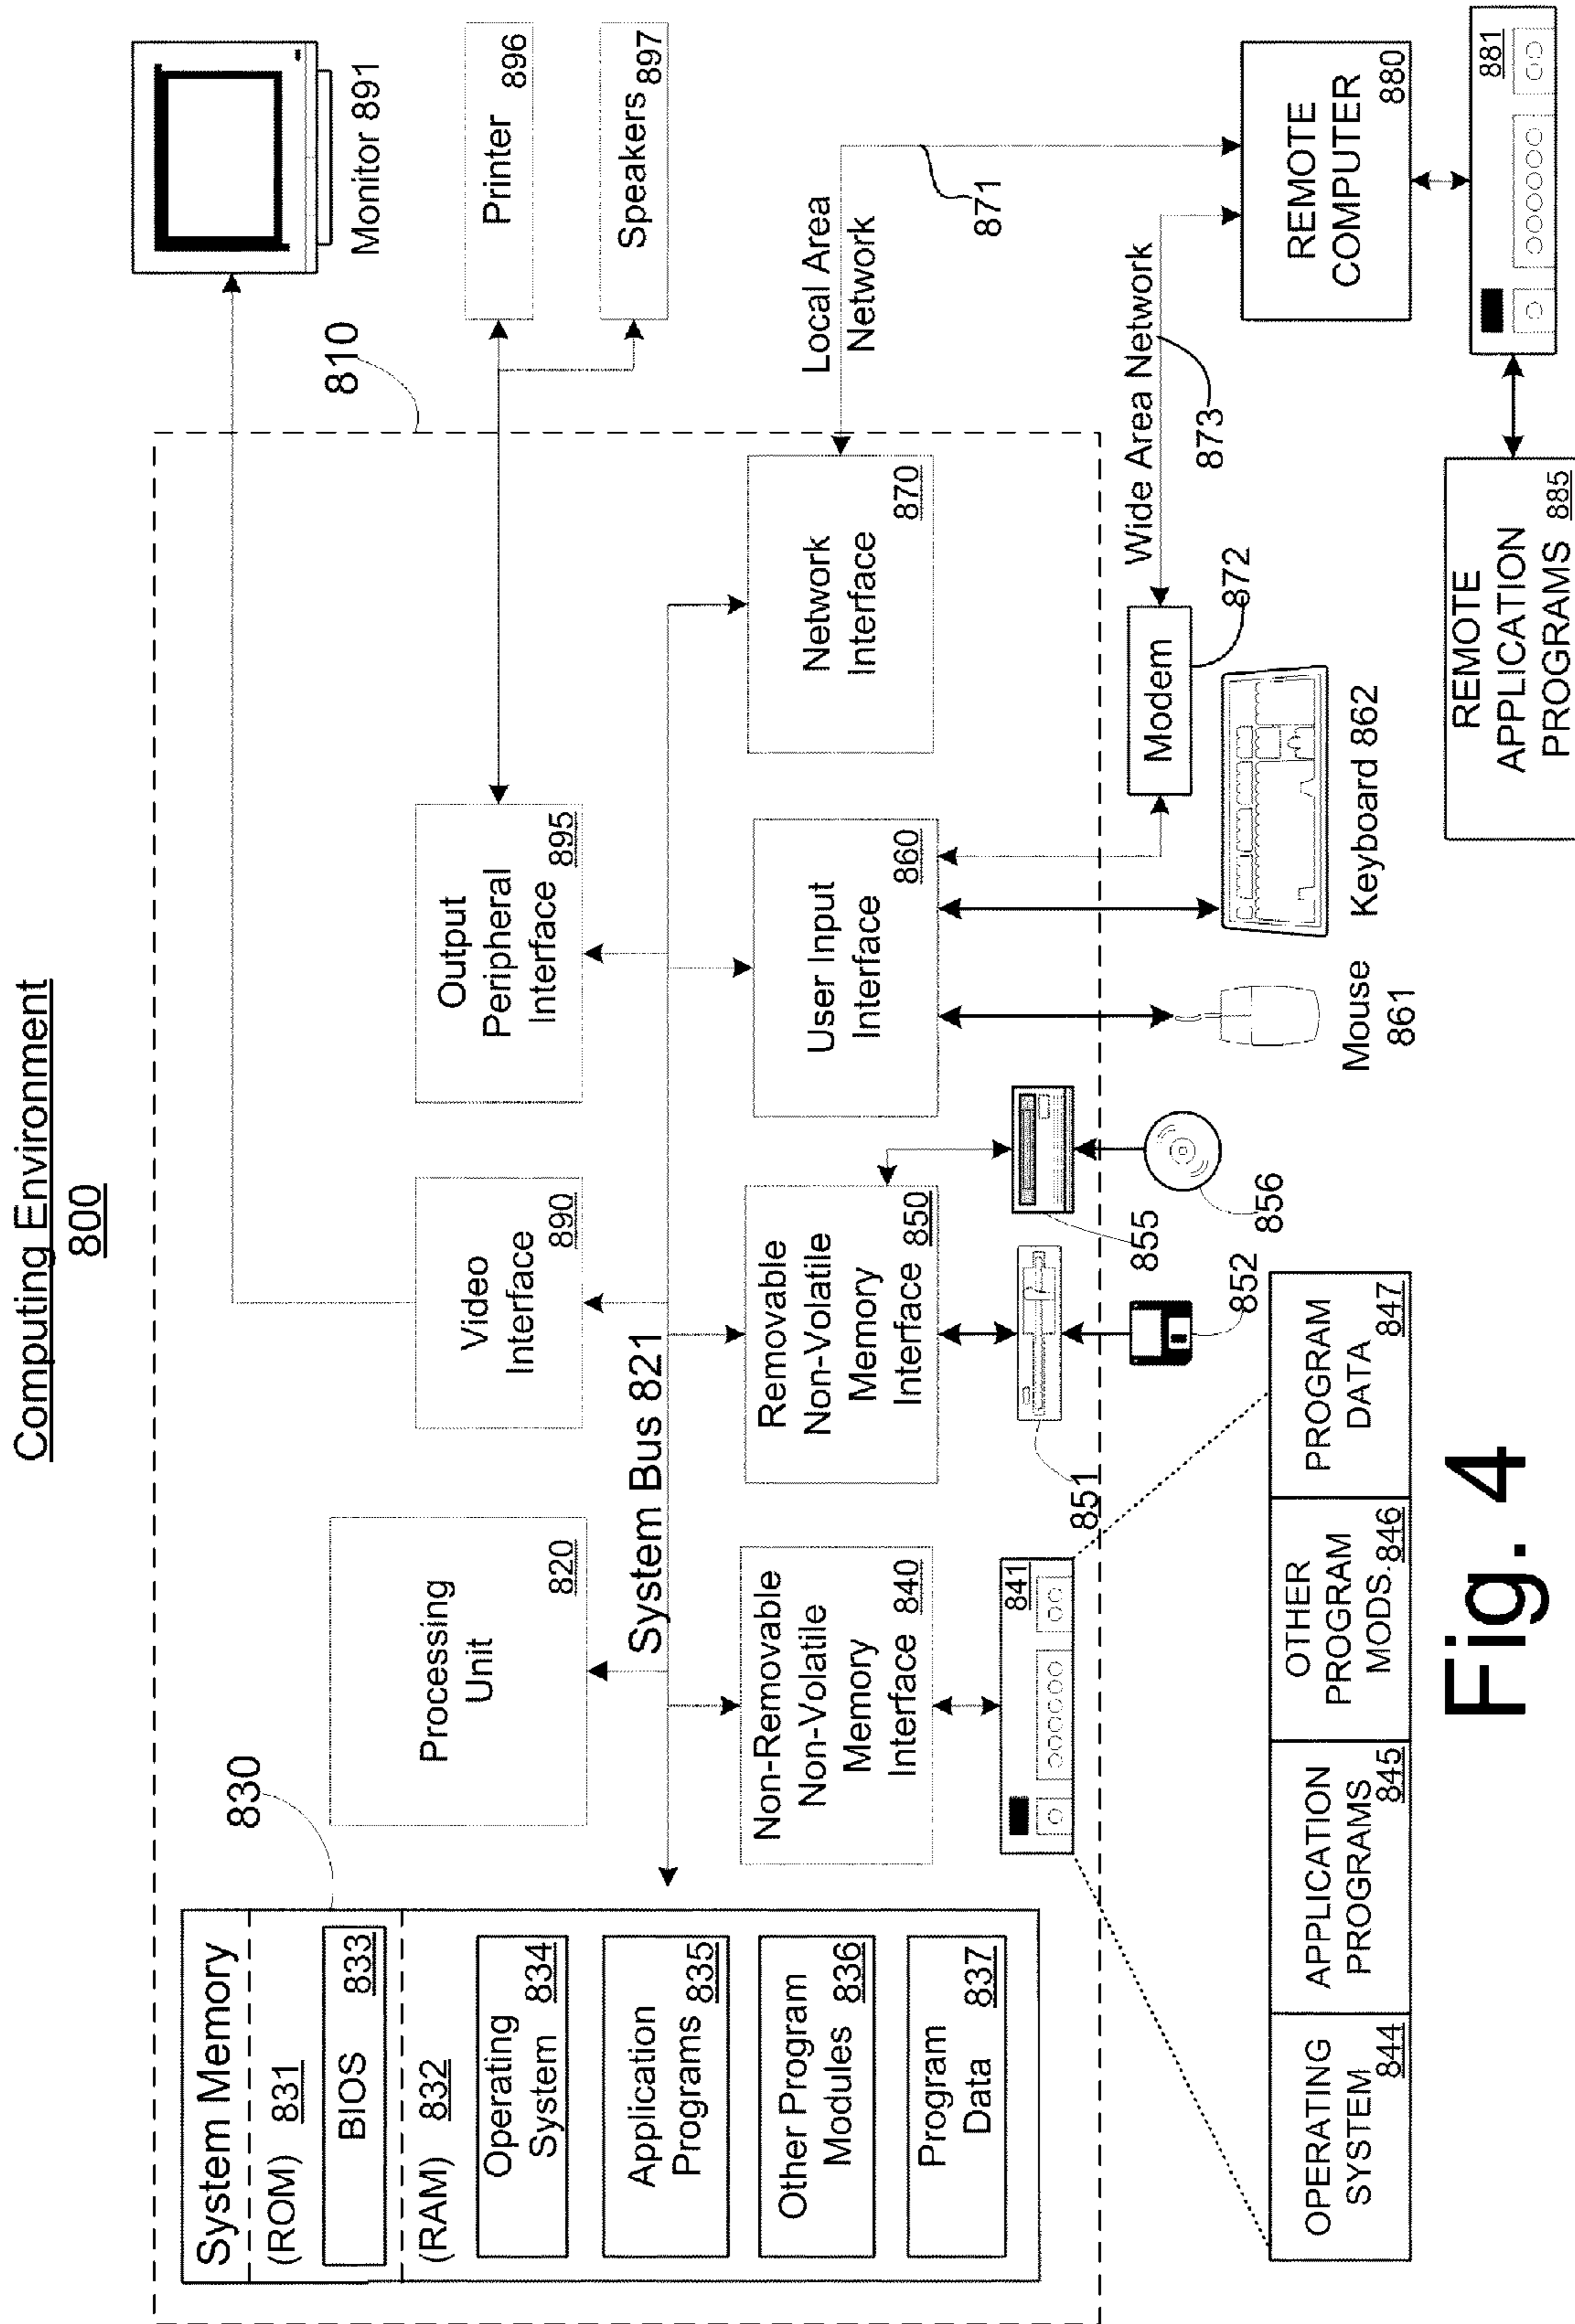 Computing Environment
800
System Memory
(ROM) 831
BIOS 833
(RAM) 832
Operating
System 834
Application
Programs 835
Other Program
Modules 836
Program
Data 837
830
Processing
Unit
820
Video
Interface 890
Output
Peripheral
Interface 895
810
Monitor 891
Printer
896
Speakers 897
System Bus 821
Non-Removable
Non-Volatile
Memory
Interface 840
Removable
Non-Volatile
Memory
Interface 850
User Input
Interface
860
Network
Interface
870
Local Area
Network
871
841
851
852
855
856
Wide Area Network
873
Modem
872
Mouse
861
Keyboard 862
REMOTE
COMPUTER
880
881
REMOTE
APPLICATION
PROGRAMS 885
OPERATING
SYSTEM 844
APPLICATION
PROGRAMS 845
OTHER
PROGRAM
MODS. 846
PROGRAM
DATA 847
Fig. 4